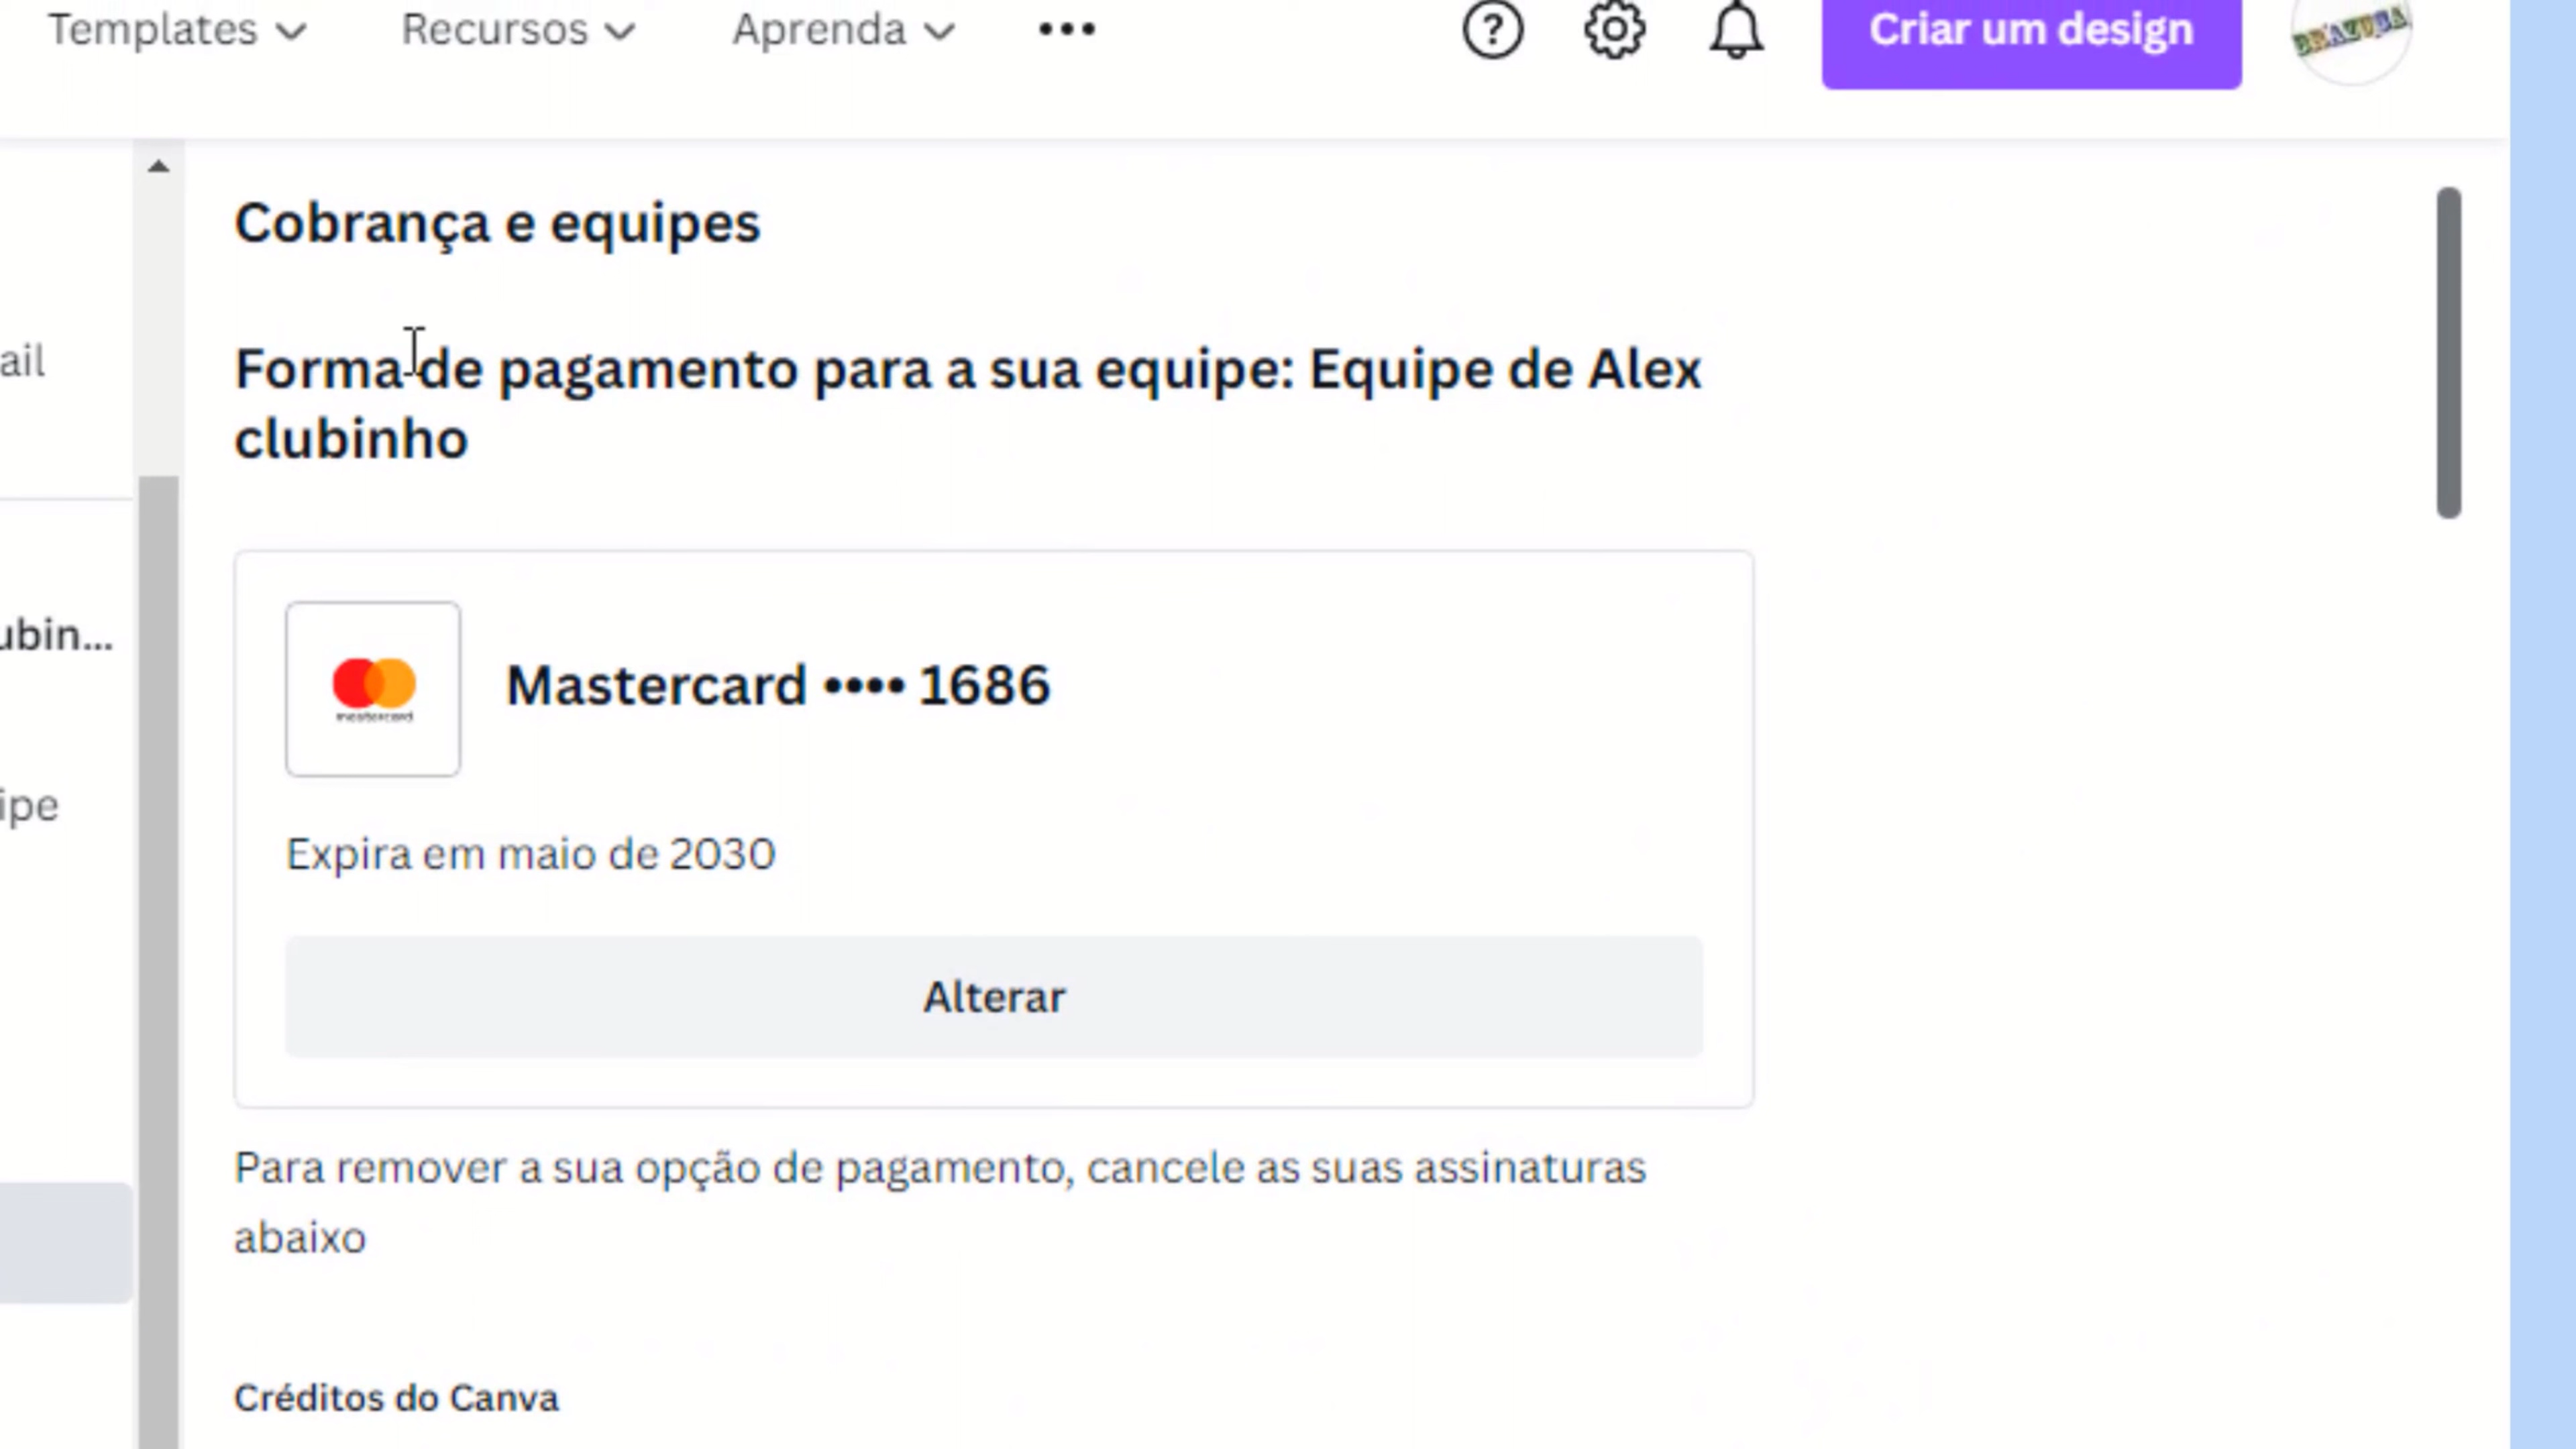 Templates Recursos Aprenda ••• Criar um design BRAZUSA
Cobrança e equipes
ail
Forma de pagamento para a sua equipe: Equipe de Alex
clubinho
ubin...
mastercard
Mastercard •••• 1686
ipe
Expira em maio de 2030
Alterar
Para remover a sua opção de pagamento, cancele as suas assinaturas
abaixo
Créditos do Canva